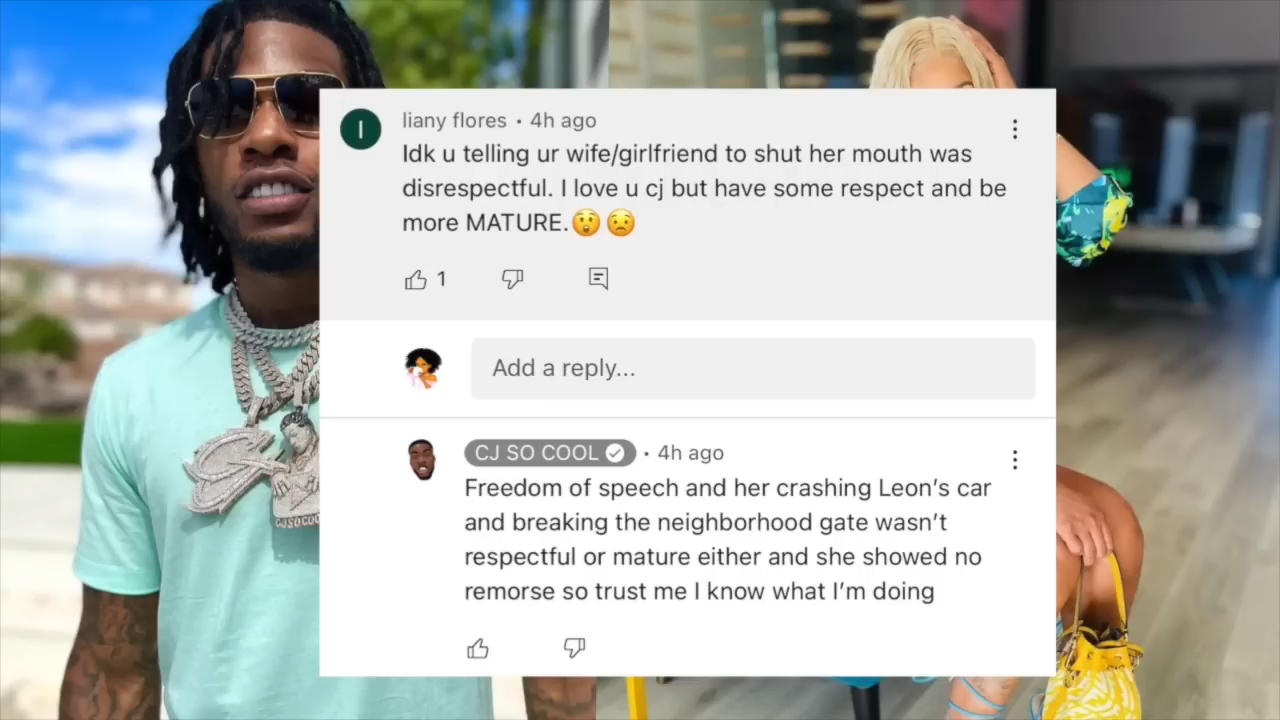 liany flores • 4h ago
Idk u telling ur wife/girlfriend to shut her mouth was
disrespectful. I love u cj but have some respect and be
more MATURE.😲😟
1
Add a reply...
CJ SO COOL • 4h ago
Freedom of speech and her crashing Leon’s car
and breaking the neighborhood gate wasn’t
respectful or mature either and she showed no
remorse so trust me I know what I’m doing
I
CJSOCOO